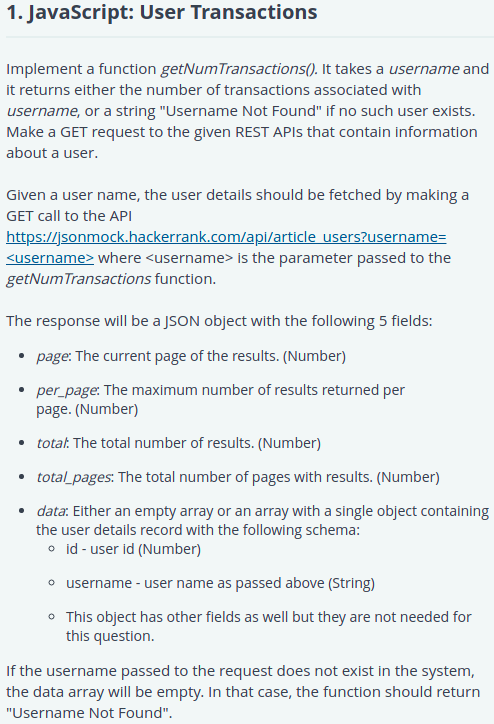 1. JavaScript: User Transactions
Implement a function getNumTransactions(). It takes a username and
it returns either the number of transactions associated with
username, or a string "Username Not Found" if no such user exists.
Make a GET request to the given REST APIs that contain information
about a user.
Given a user name, the user details should be fetched by making a
GET call to the API
https://jsonmock.hackerrank.com/api/article_users?username=
<username> where <username> is the parameter passed to the
getNumTransactions function.
The response will be a JSON object with the following 5 fields:
• page: The current page of the results. (Number)
• per_page: The maximum number of results returned per
page. (Number)
• total: The total number of results. (Number)
• total_pages: The total number of pages with results. (Number)
• data: Either an empty array or an array with a single object containing
the user details record with the following schema:
◦ id - user id (Number)
◦ username - user name as passed above (String)
◦ This object has other fields as well but they are not needed for
this question.
If the username passed to the request does not exist in the system,
the data array will be empty. In that case, the function should return
"Username Not Found".